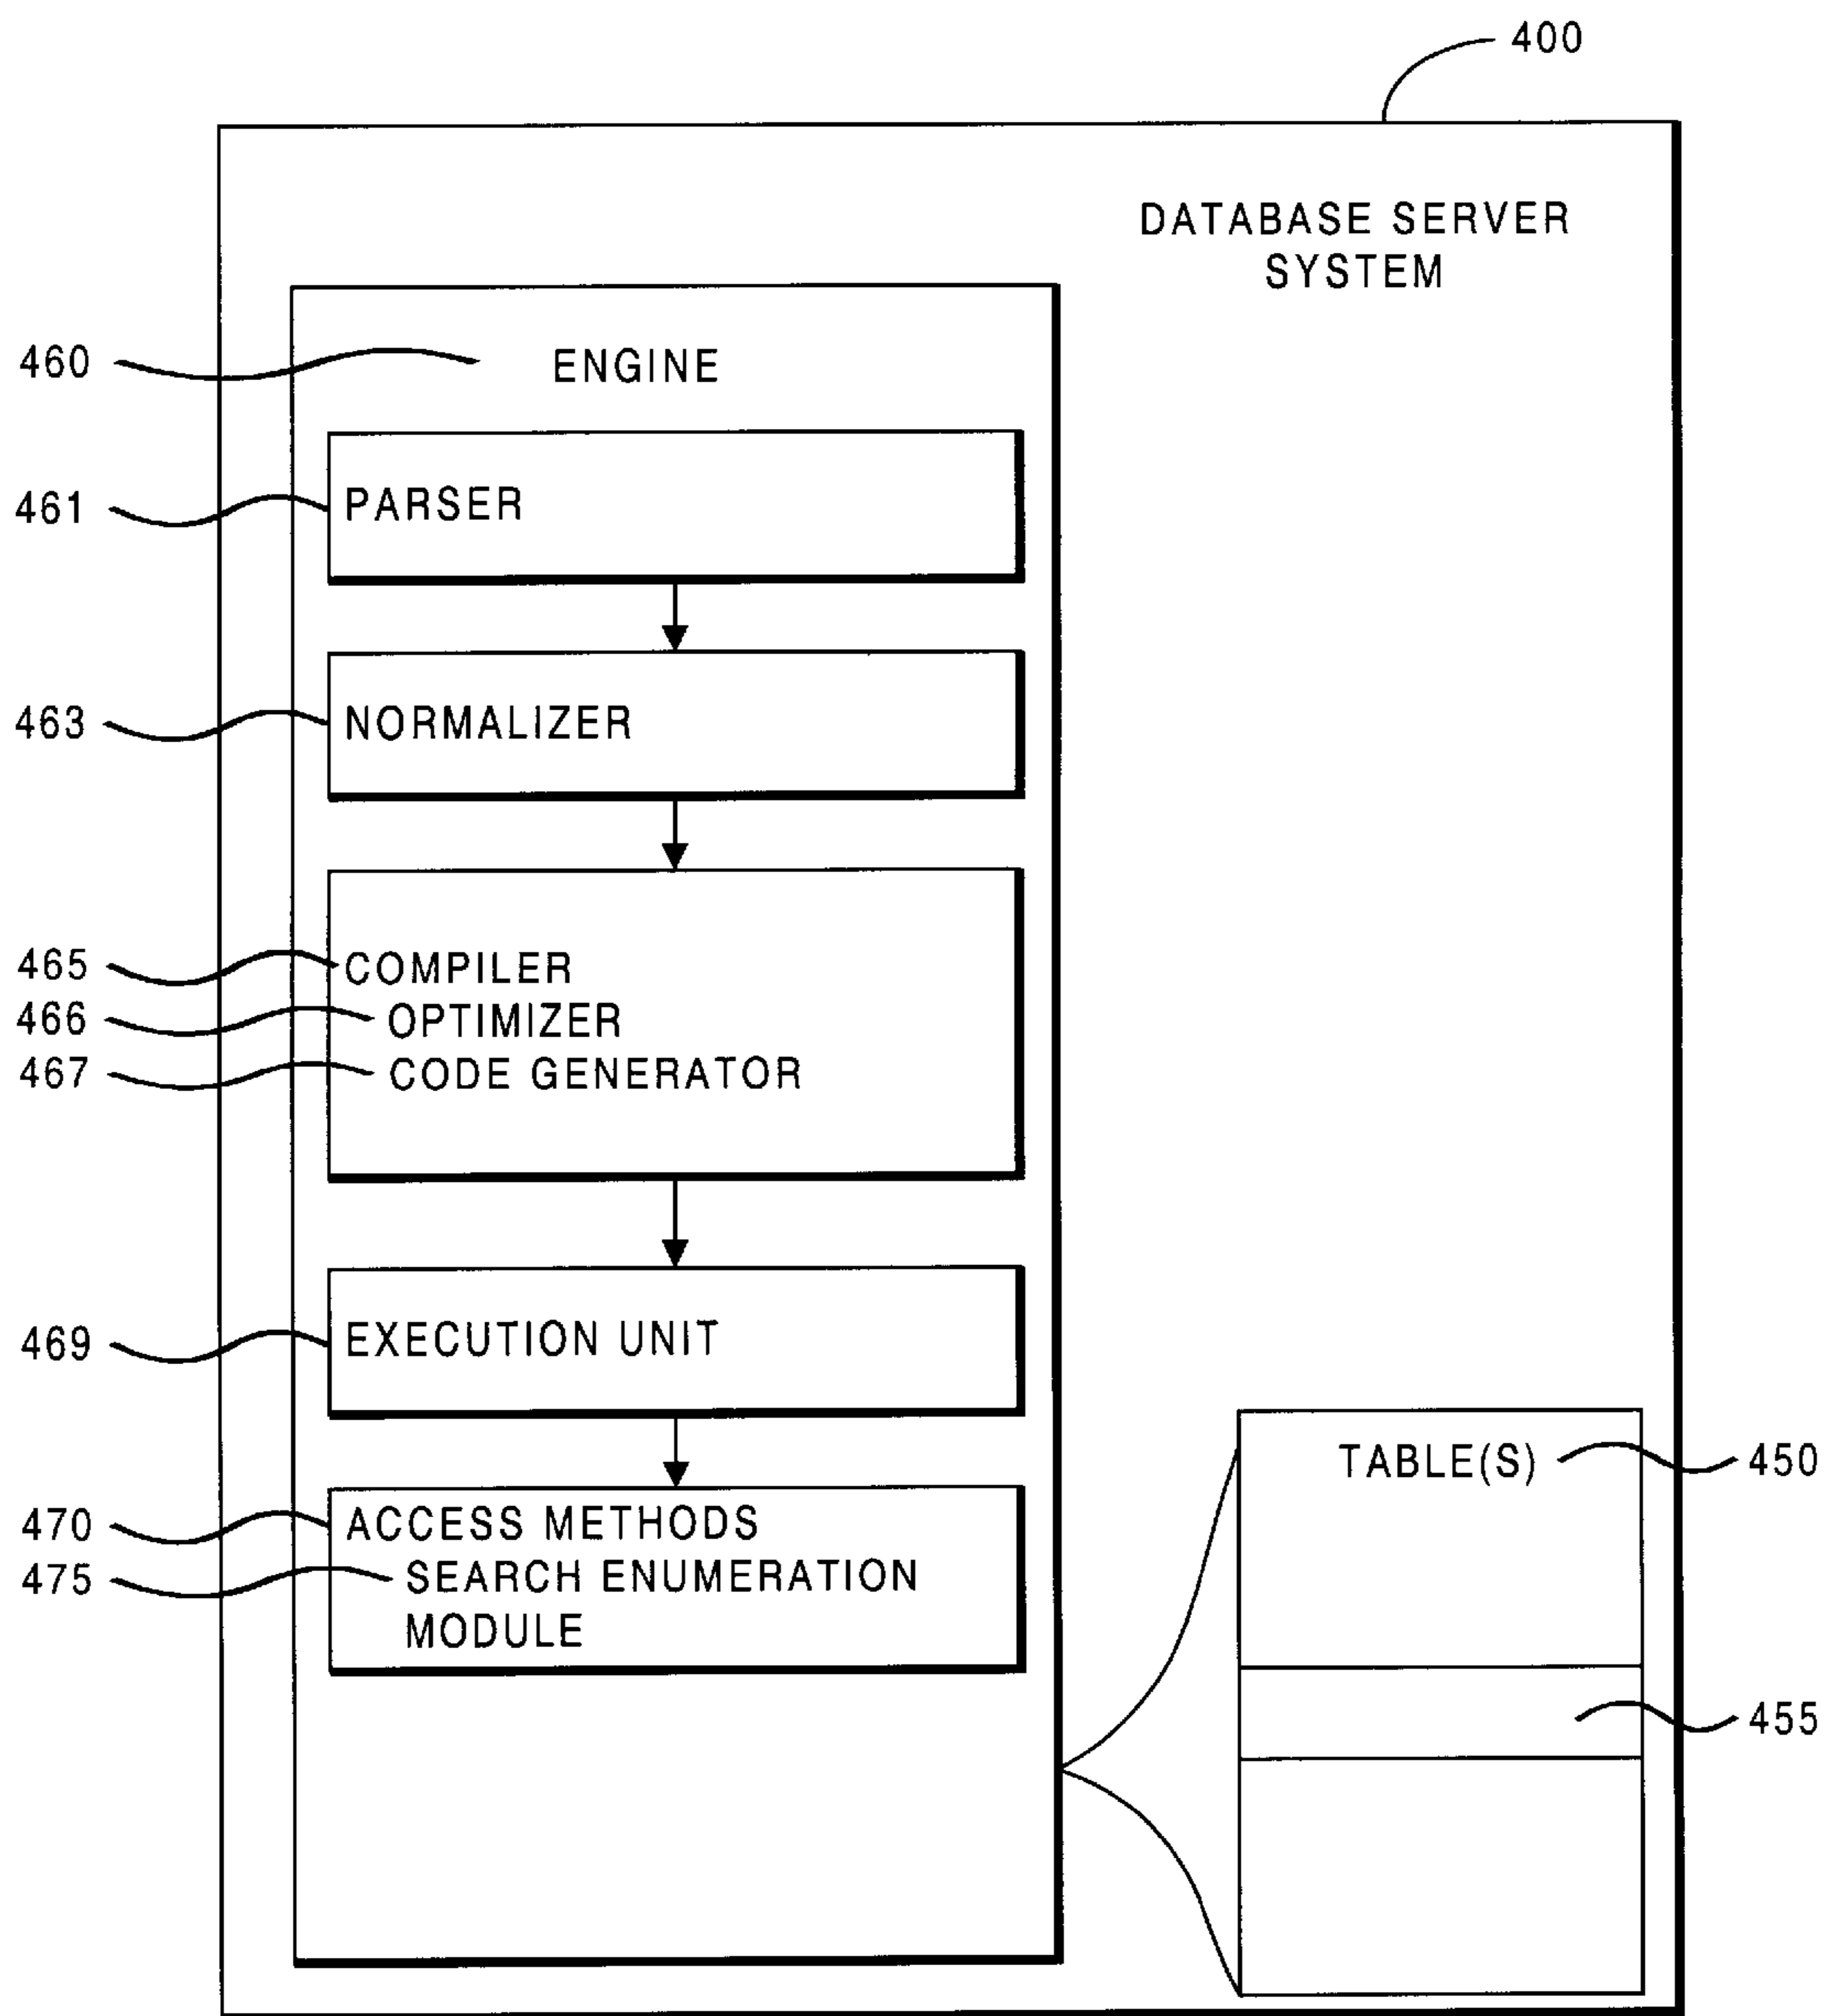 400
DATABASE SERVER
SYSTEM
460 ENGINE
461 PARSER
463 NORMALIZER
465 COMPILER
466 OPTIMIZER
467 CODE GENERATOR
469 EXECUTION UNIT
TABLE(S) 450
470 ACCESS METHODS
475 SEARCH ENUMERATION
MODULE
455